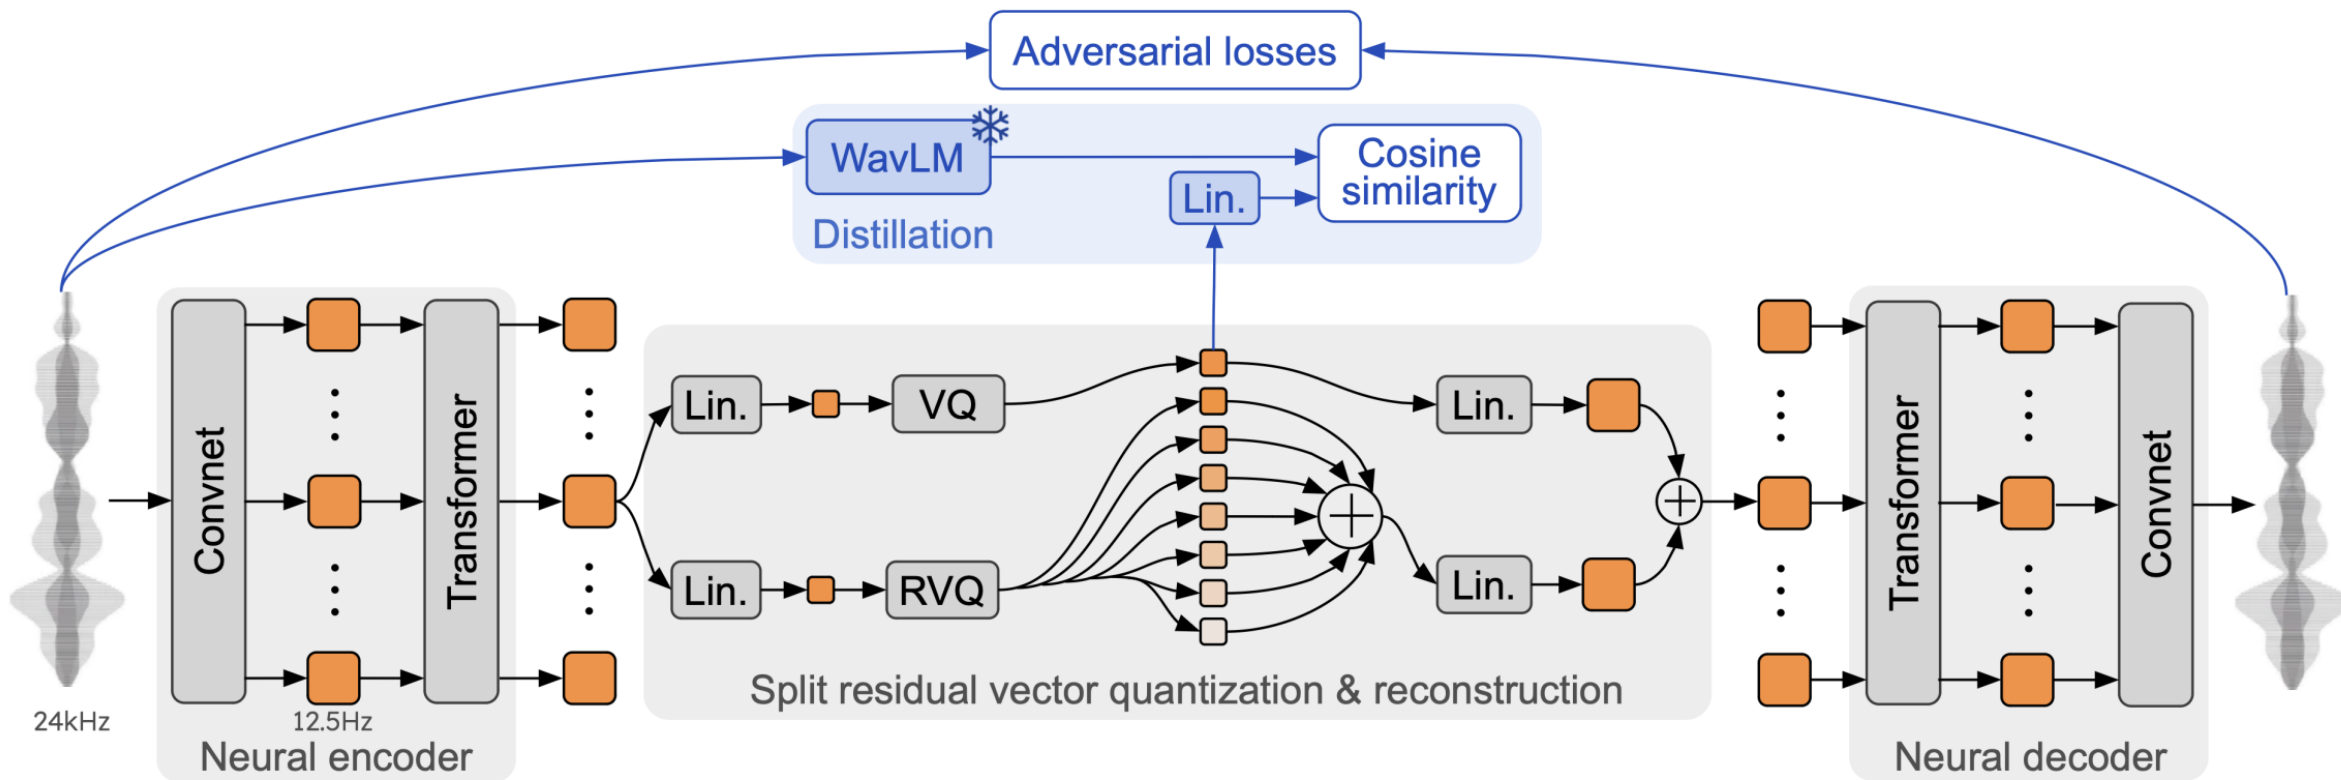 Adversarial losses
WavLM
Cosine
similarity
Lin.
Distillation
Convnet
Transformer
Lin.
VQ
Lin.
Lin.
RVQ
Lin.
Transformer
Convnet
Split residual vector quantization & reconstruction
24kHz
12.5Hz
Neural encoder
Neural decoder